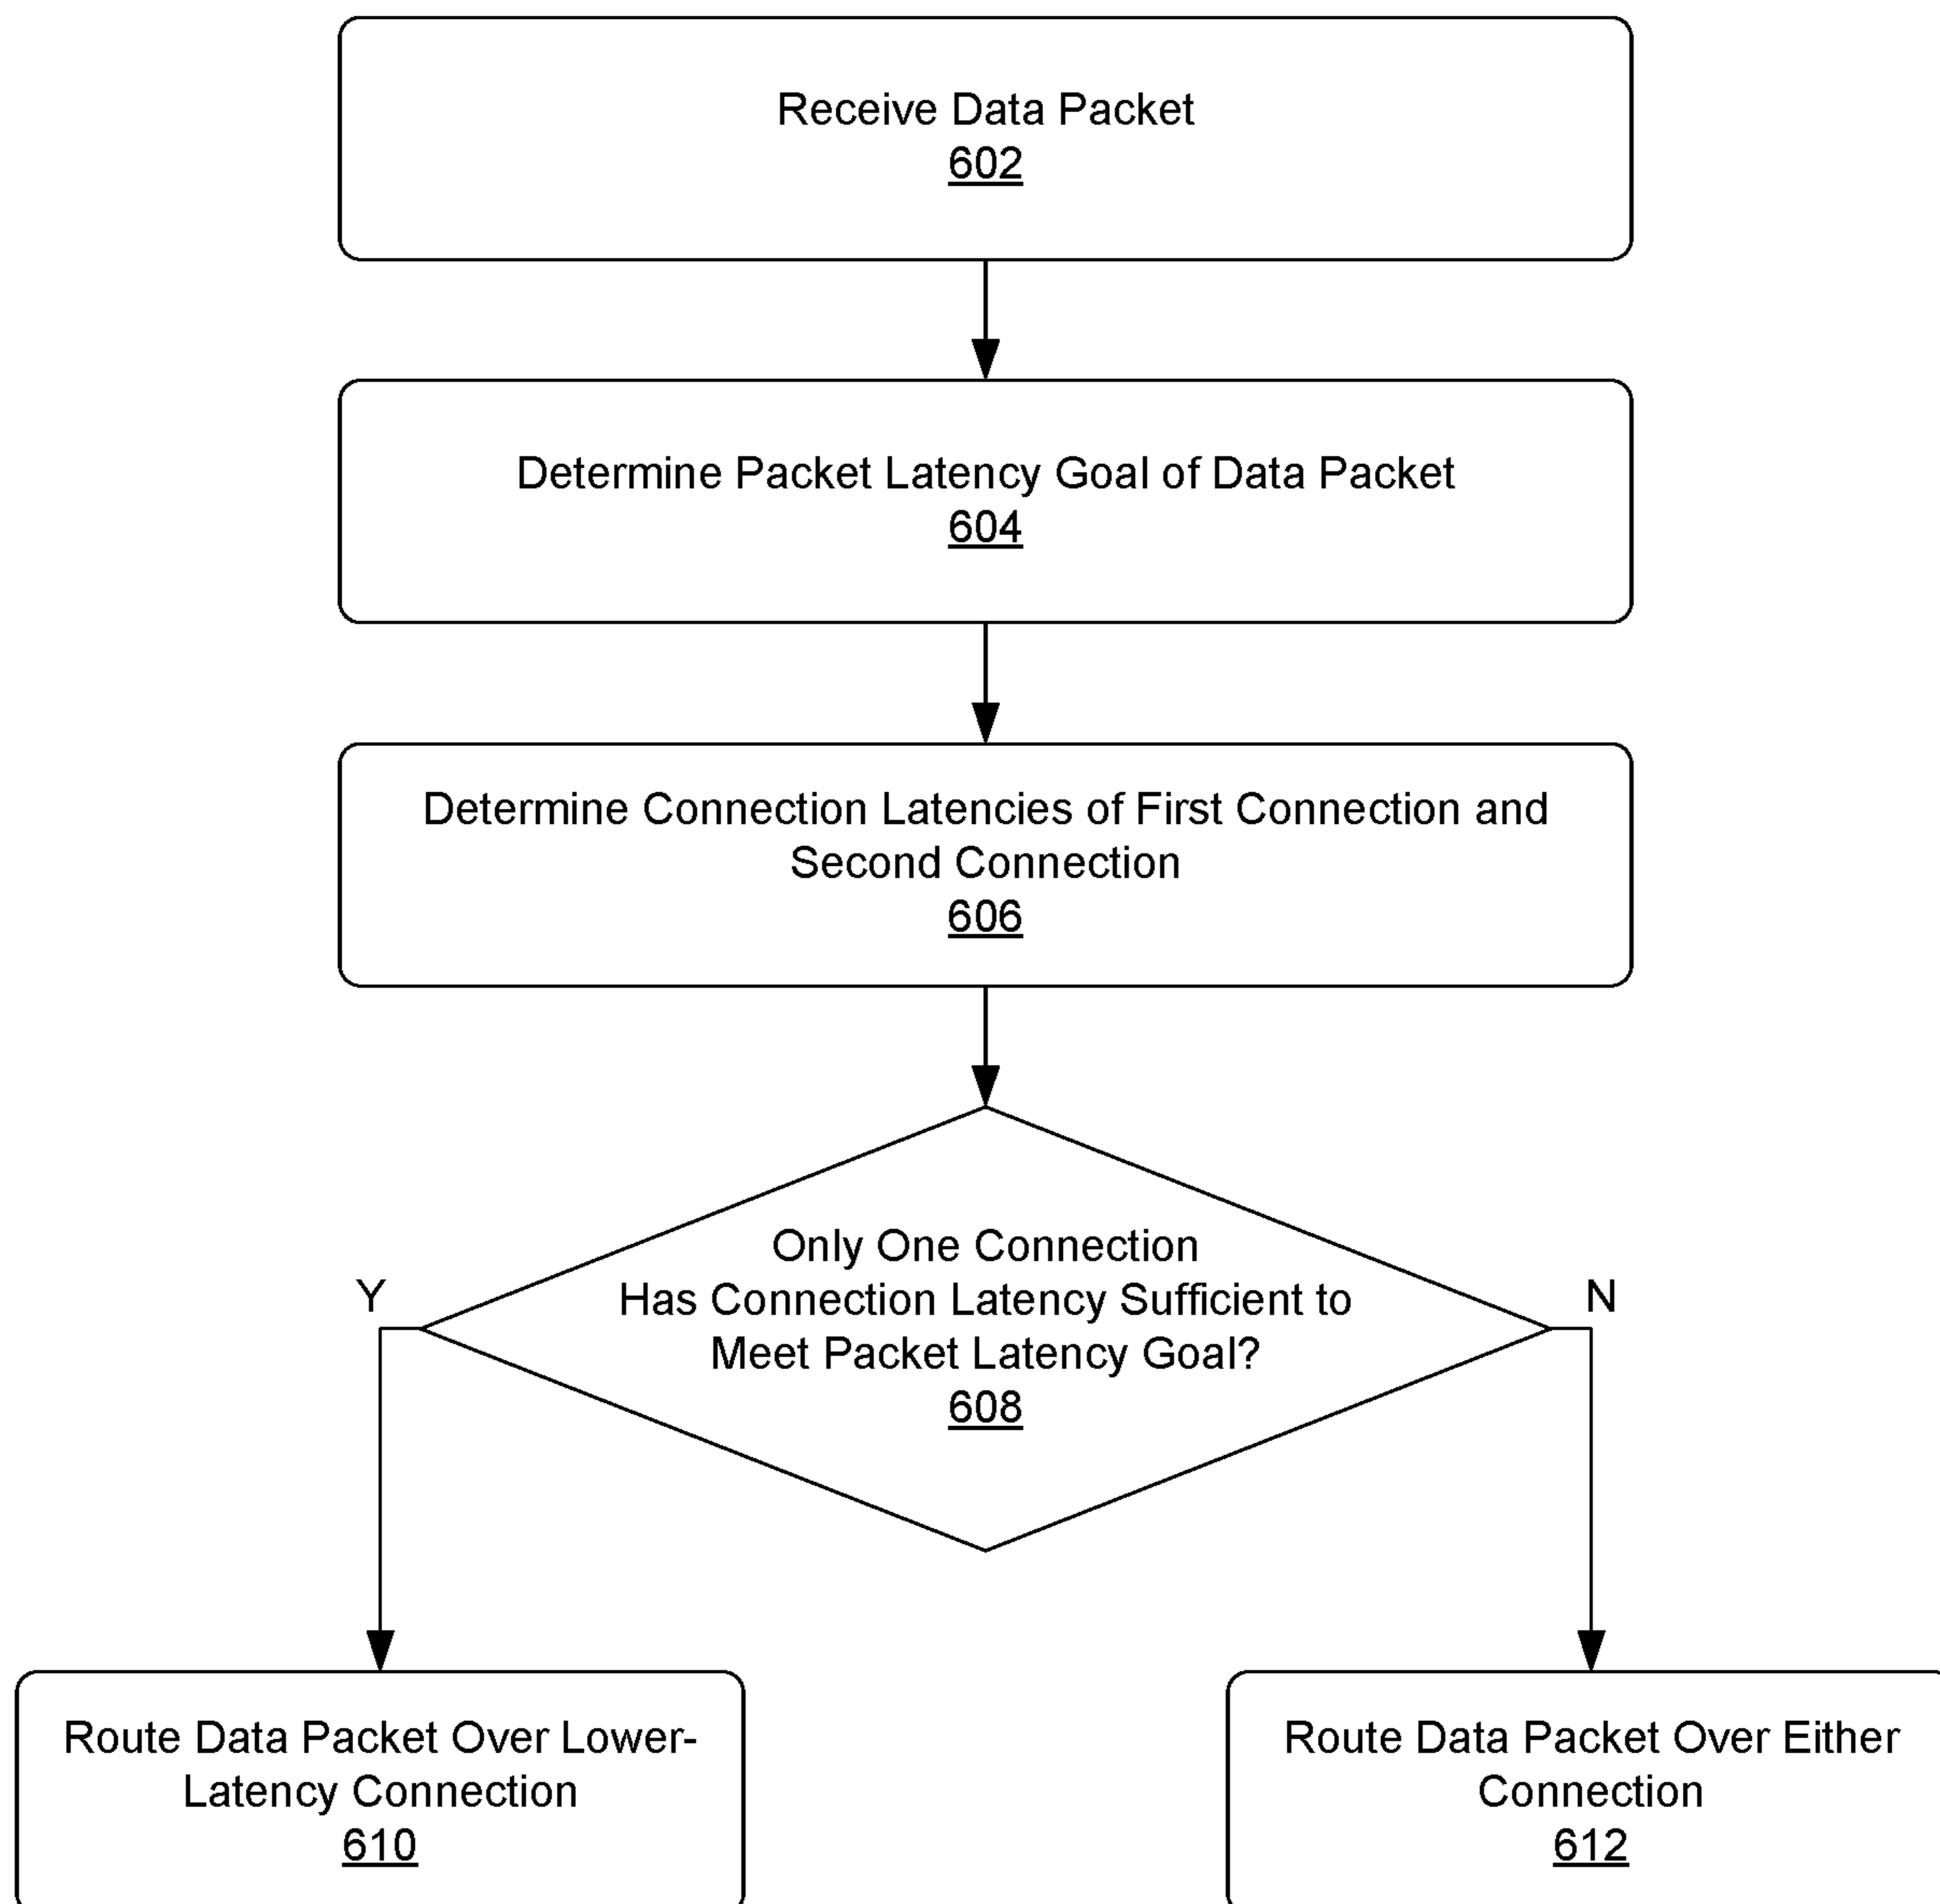 Receive Data Packet
602
Determine Packet Latency Goal of Data Packet
604
Determine Connection Latencies of First Connection and
Second Connection
606
Only One Connection
Has Connection Latency Sufficient to
Meet Packet Latency Goal?
608
Y
N
Route Data Packet Over Lower-
Latency Connection
610
Route Data Packet Over Either
Connection
612